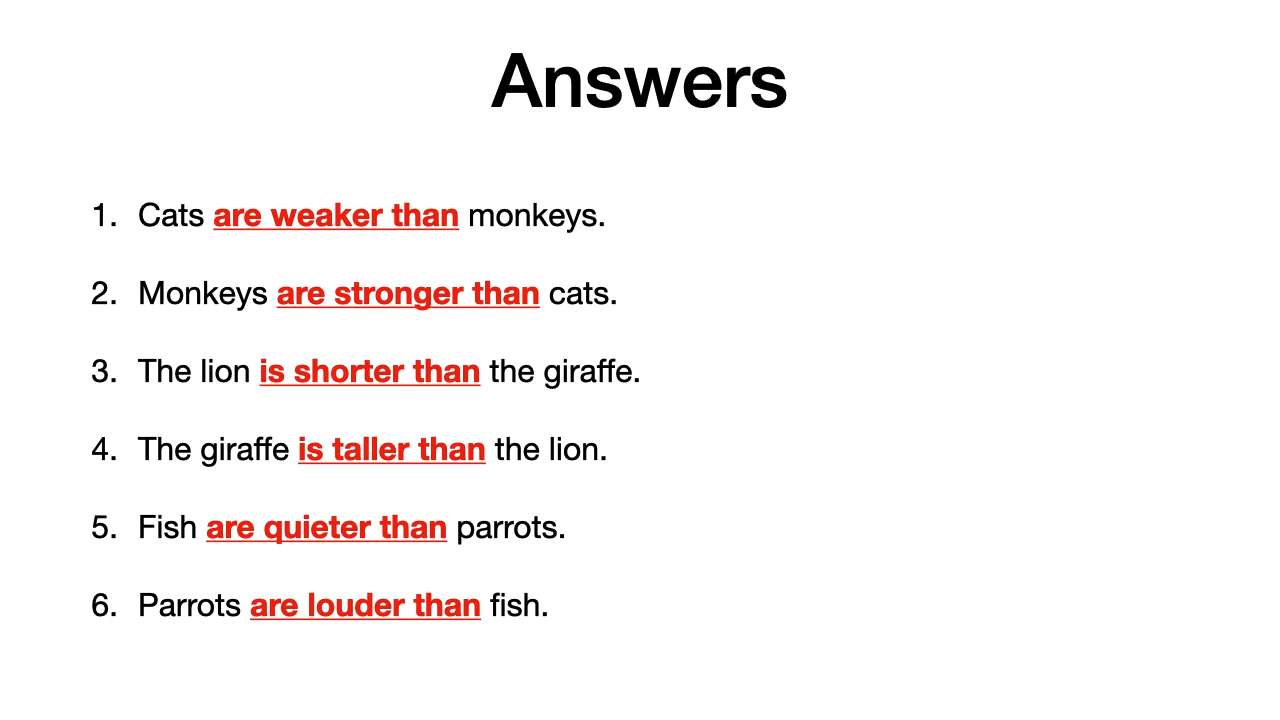 Answers
1. Cats are weaker than monkeys.
2. Monkeys are stronger than cats.
3. The lion is shorter than the giraffe.
4. The giraffe is taller than the lion.
5. Fish are quieter than parrots.
6. Parrots are louder than fish.